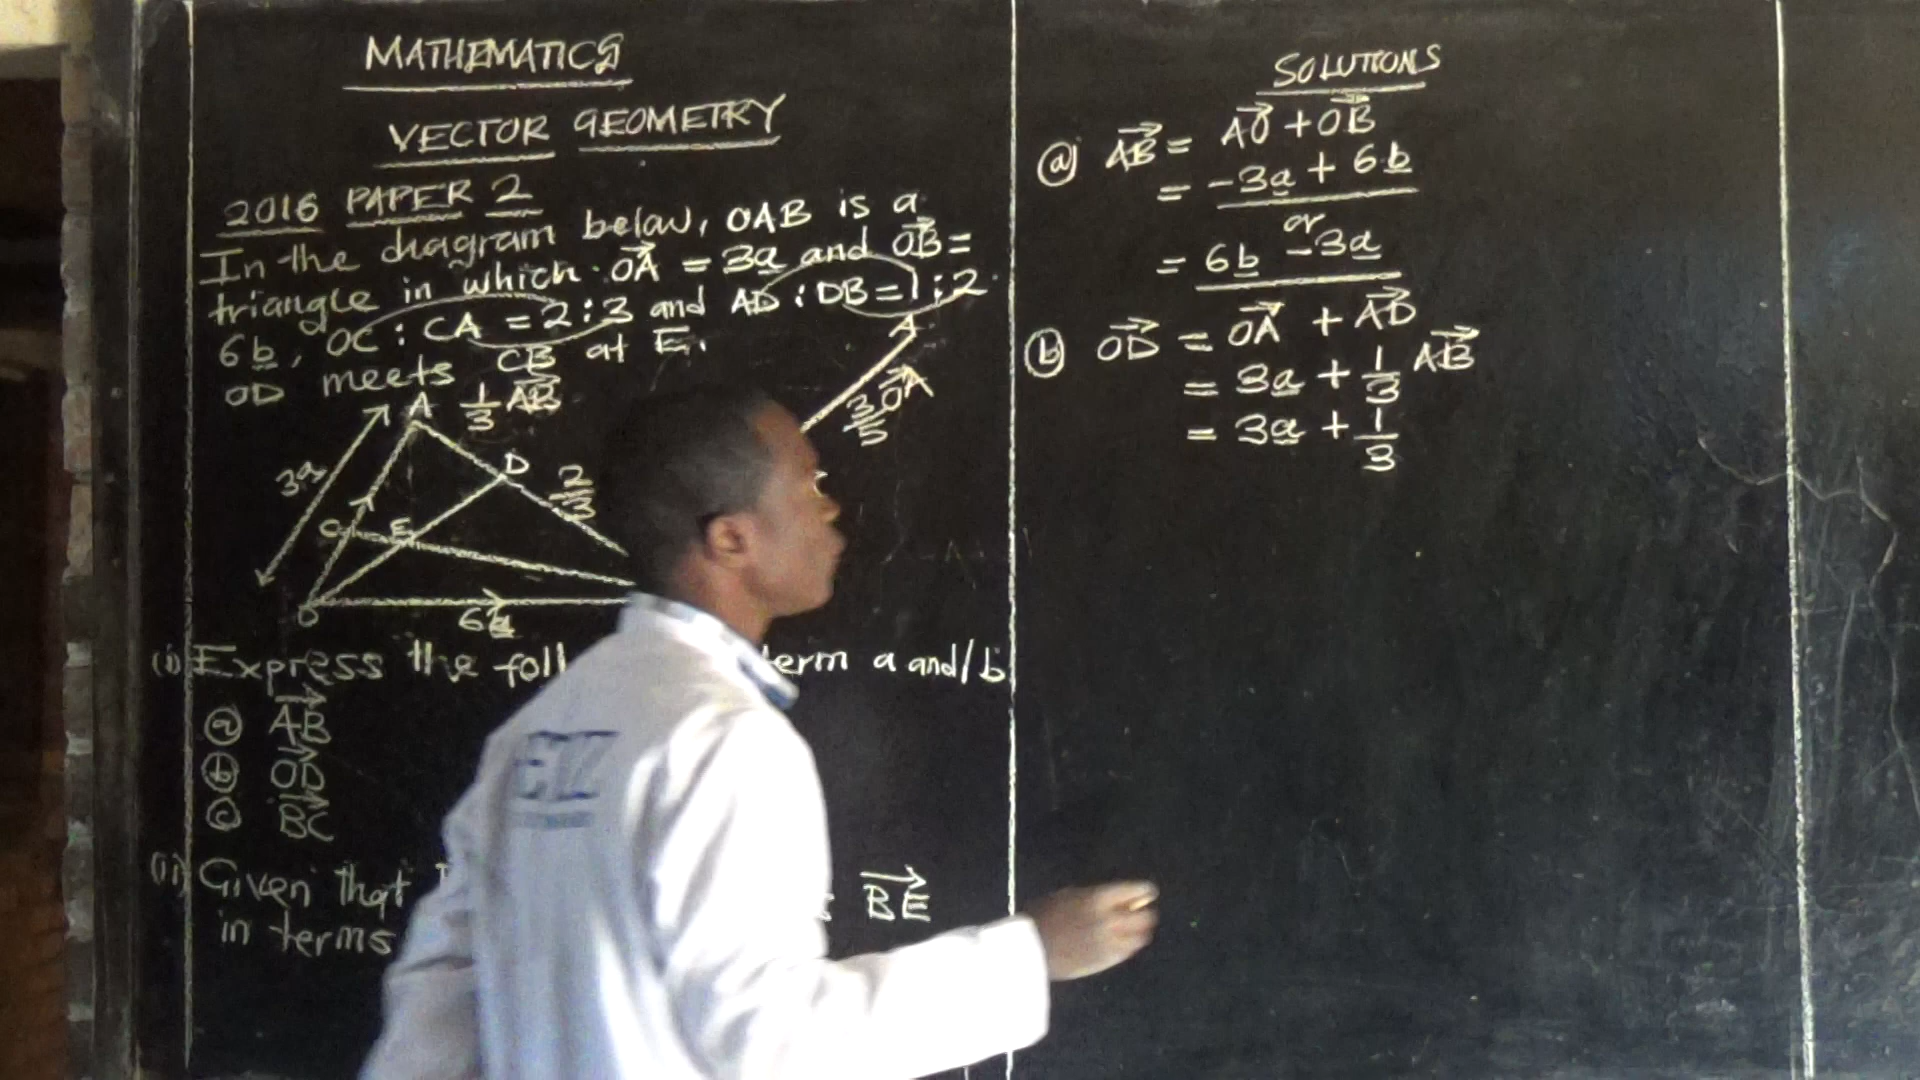 MATHEMATICS
VECTOR GEOMETRY
2016 PAPER 2
In the diagram below, OAB is a
triangle in which OA = 3a and OB =
6b, OC : CA = 2:3 and AD : DB = 1:2.
OD meets CB at E.
A 1/3 AB
3a
D
2/3
C E
O
6b
A
3/5 OA
(i) Express the term a and/b
(a) AB
(b) OD
(c) BC
(ii) Given that BE
in terms
EIZ
SOLUTIONS
(a) AB = AO + OB
= -3a + 6b
or
= 6b - 3a
(b) OD = OA + AD
= 3a + 1/3 AB
= 3a + 1/3